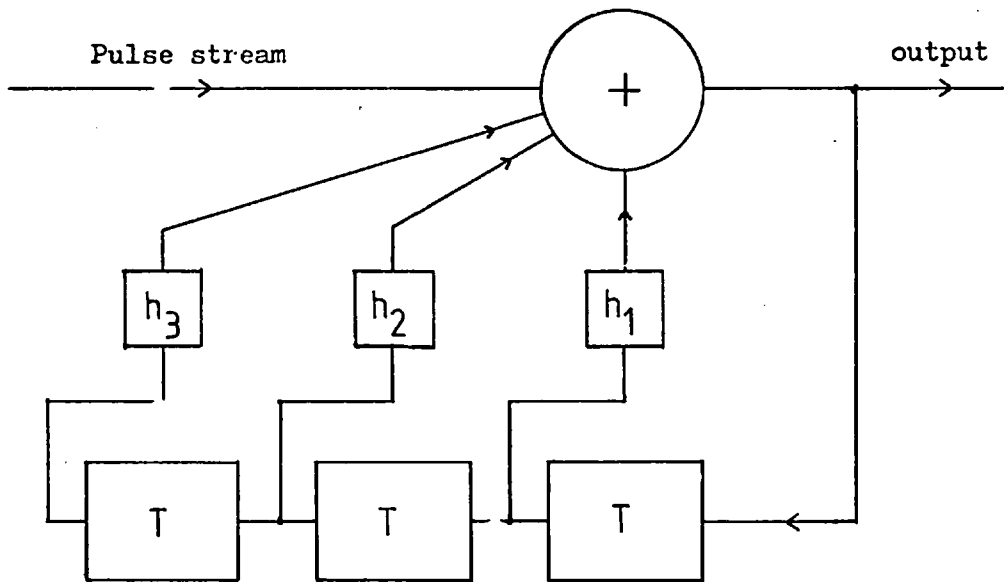 Pulse stream
output
+
h₃
h₂
h₁
T
T
T